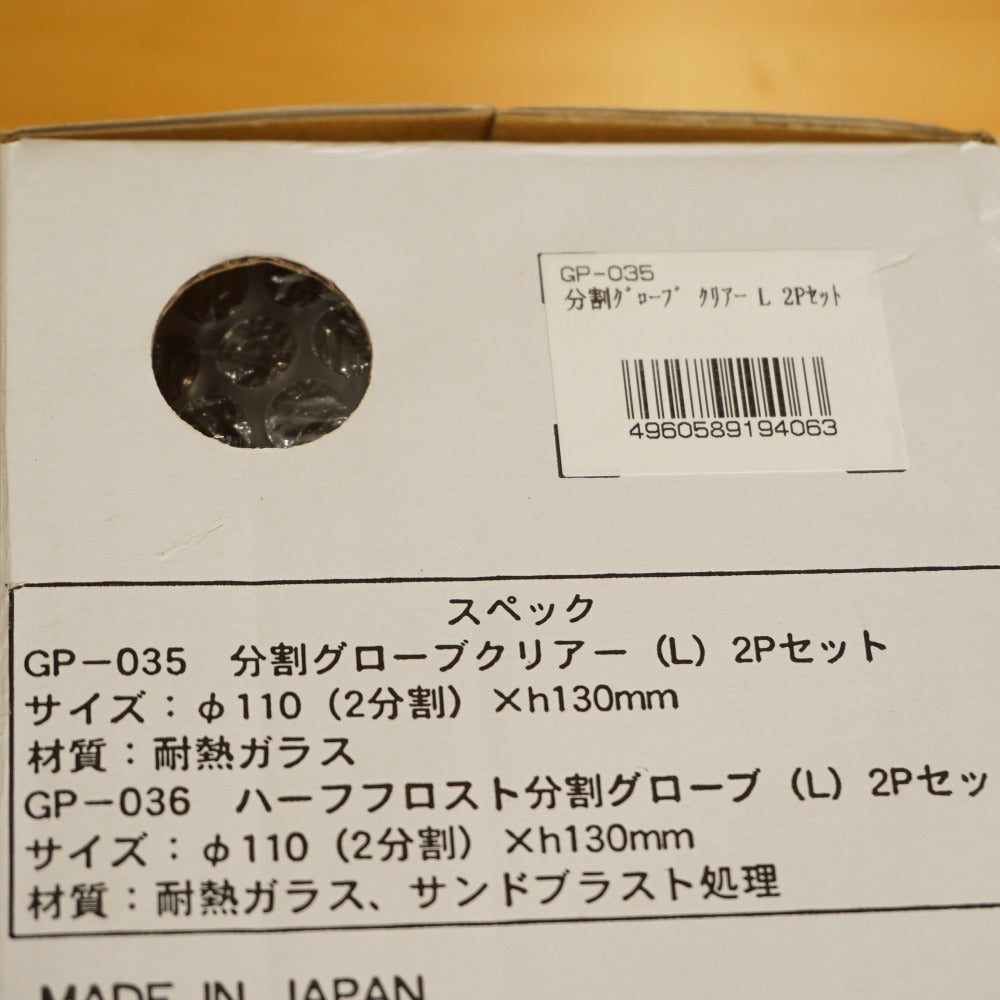 GP-035
分割ｸﾞﾛｰﾌﾞ ｸﾘｱｰ L 2Pｾｯﾄ
4960589194063
スペック
GP-035 分割グローブクリアー（L）2Pセット
サイズ：φ110（2分割）×h130mm
材質：耐熱ガラス
GP-036 ハーフフロスト分割グローブ（L）2Pセッ
サイズ：φ110（2分割）×h130mm
材質：耐熱ガラス、サンドブラスト処理
MADE IN JAPAN